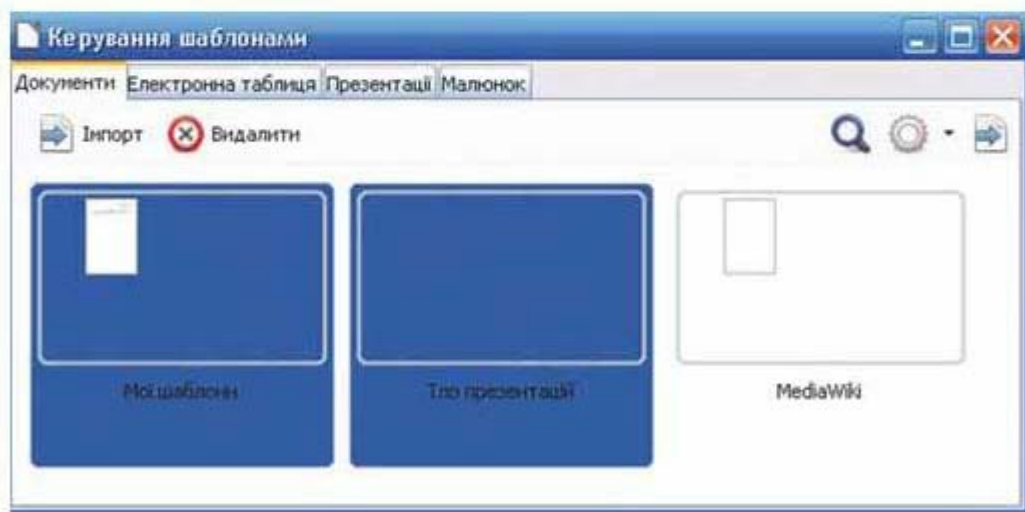 Керування шаблонами
Документи Електронна таблиця Презентації Малюнок
Імпорт Видалити
Мої шаблони Тло презентацій MediaWiki